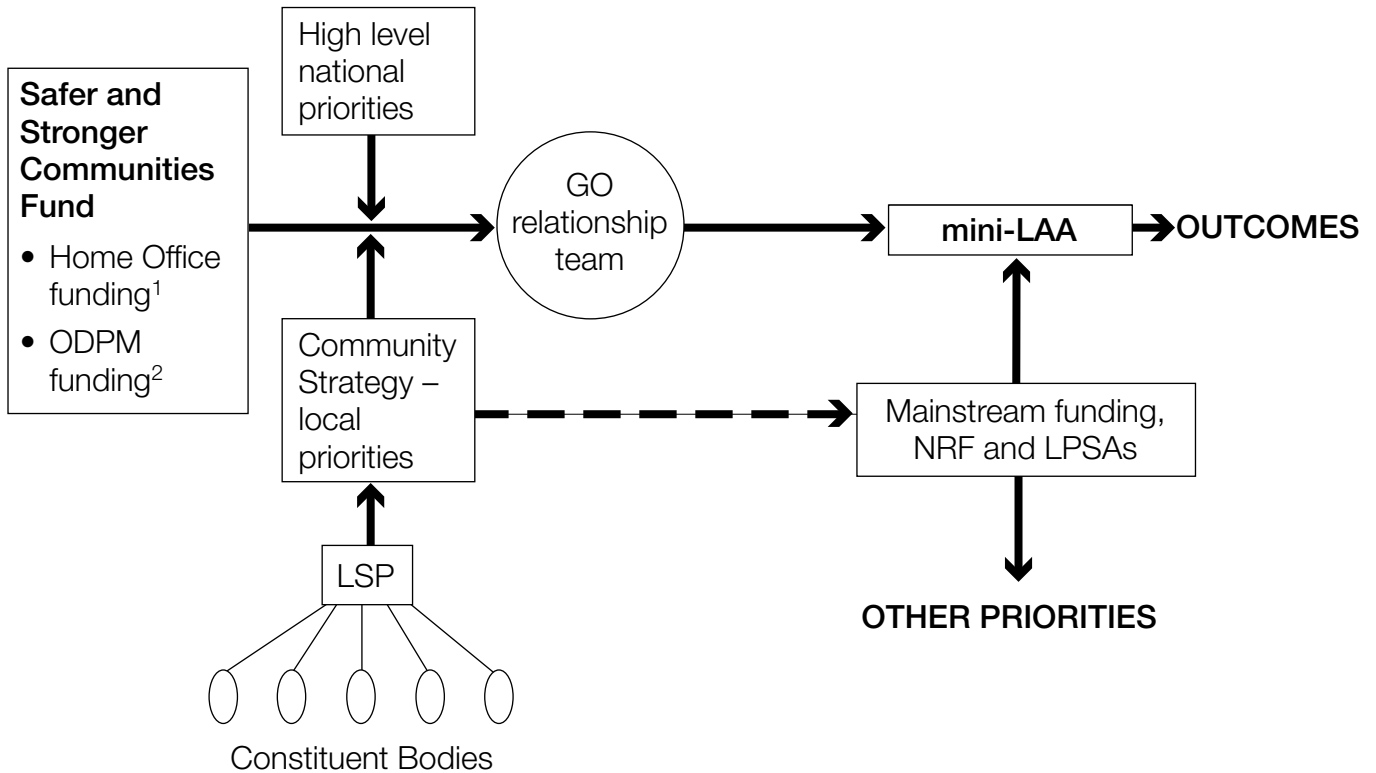 High level
national
priorities
Safer and
Stronger
Communities
Fund
• Home Office
funding¹
• ODPM
funding²
GO
relationship
team
mini-LAA
OUTCOMES
Community
Strategy –
local
priorities
Mainstream funding,
NRF and LPSAs
LSP
OTHER PRIORITIES
Constituent Bodies